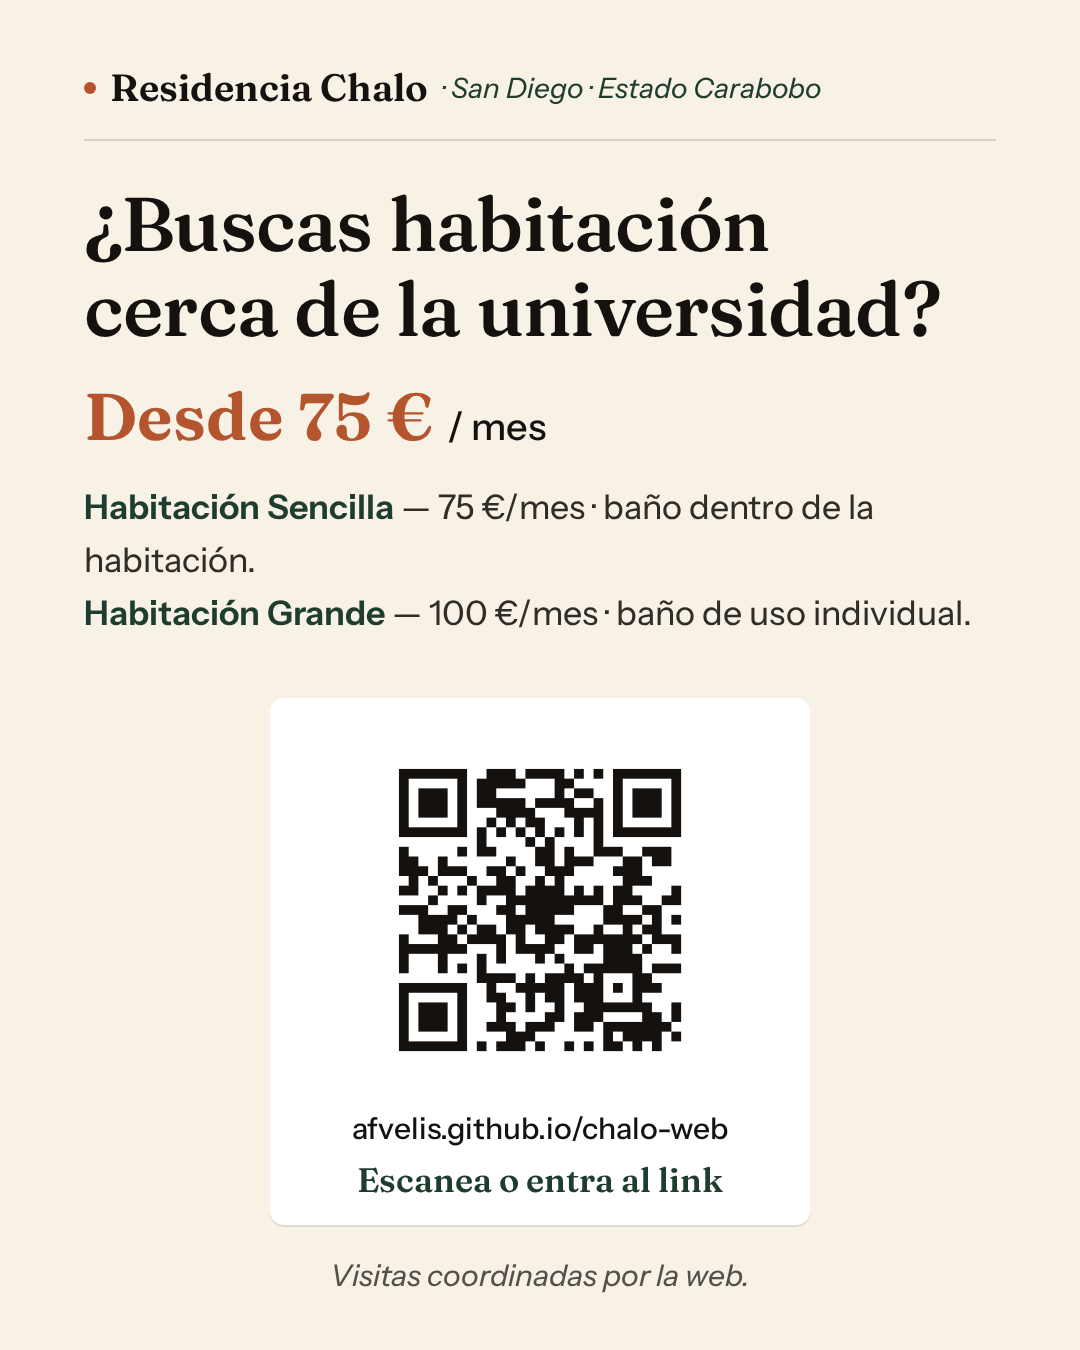 Residencia Chalo · San Diego · Estado Carabobo
¿Buscas habitación
cerca de la universidad?
Desde 75 € / mes
Habitación Sencilla — 75 €/mes · baño dentro de la
habitación.
Habitación Grande — 100 €/mes · baño de uso individual.
afvelis.github.io/chalo-web
Escanea o entra al link
Visitas coordinadas por la web.